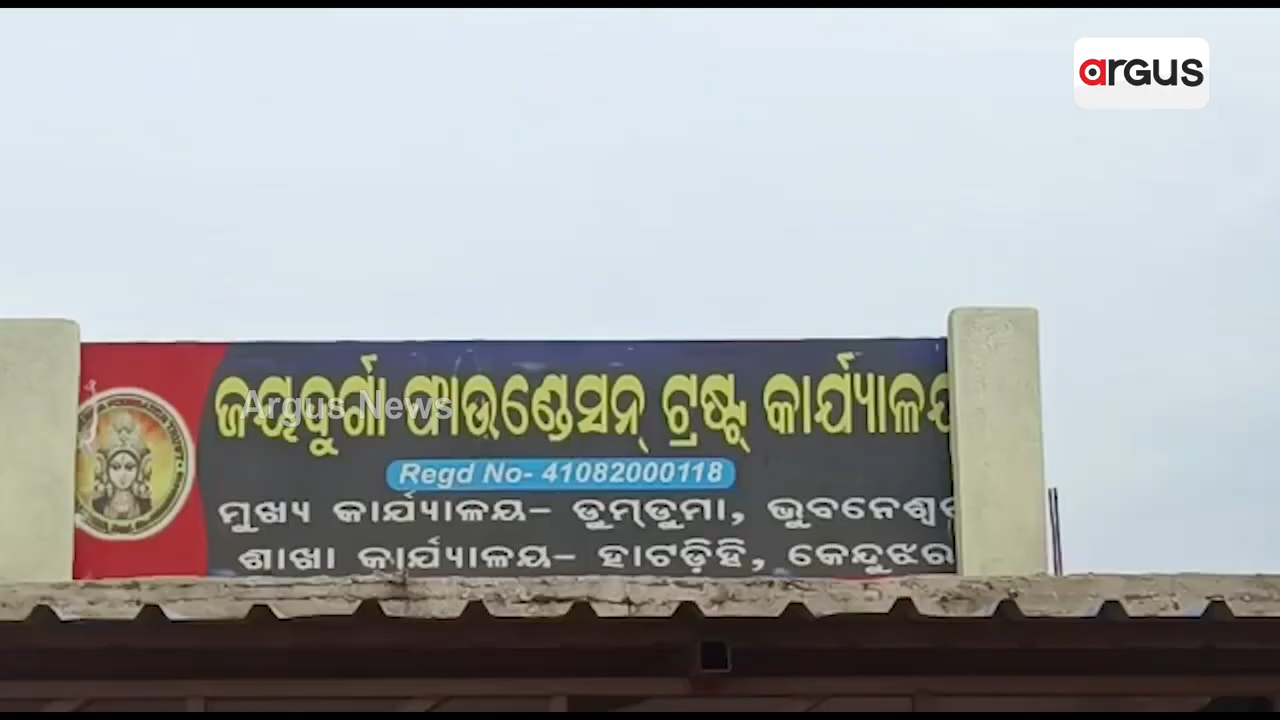 argus
ଜୟଦୁର୍ଗା ଫାଉଣ୍ଡେସନ୍ ଟ୍ରଷ୍ଟ୍ କାର୍ଯ୍ୟାଳୟ
Argus News
Regd No- 41082000118
ମୁଖ୍ୟ କାର୍ଯ୍ୟାଳୟ– ଡୁମ୍‌ଡୁମା, ଭୁବନେଶ୍ୱର
ଶାଖା କାର୍ଯ୍ୟାଳୟ– ହାଟଡ଼ିହି, କେନ୍ଦୁଝର